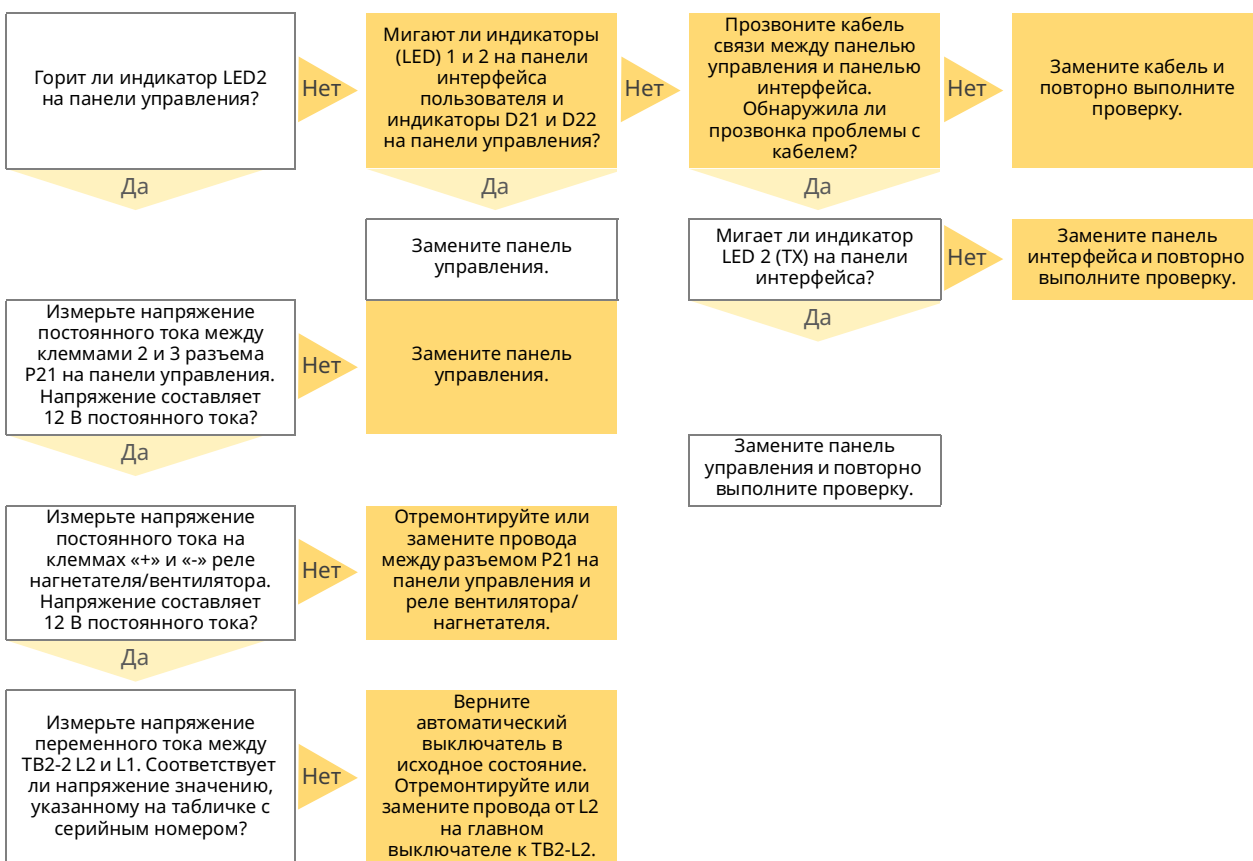 Горит ли индикатор LED2
на панели управления?
Нет
Мигают ли индикаторы
(LED) 1 и 2 на панели
интерфейса
пользователя и
индикаторы D21 и D22
на панели управления?
Нет
Прозвоните кабель
связи между панелью
управления и панелью
интерфейса.
Обнаружила ли
прозвонка проблемы с
кабелем?
Нет
Замените кабель и
повторно выполните
проверку.
Да
Да
Да
Замените панель
управления.
Мигает ли индикатор
LED 2 (TX) на панели
интерфейса?
Нет
Замените панель
интерфейса и повторно
выполните проверку.
Да
Измерьте напряжение
постоянного тока между
клеммами 2 и 3 разъема
P21 на панели управления.
Напряжение составляет
12 В постоянного тока?
Нет
Замените панель
управления.
Да
Замените панель
управления и повторно
выполните проверку.
Измерьте напряжение
постоянного тока на
клеммах «+» и «-» реле
нагнетателя/вентилятора.
Напряжение составляет
12 В постоянного тока?
Нет
Отремонтируйте или
замените провода
между разъемом P21 на
панели управления и
реле вентилятора/
нагнетателя.
Да
Измерьте напряжение
переменного тока между
TB2-2 L2 и L1. Соответствует
ли напряжение значению,
указанному на табличке с
серийным номером?
Нет
Верните
автоматический
выключатель в
исходное состояние.
Отремонтируйте или
замените провода от L2
на главном
выключателе к TB2-L2.